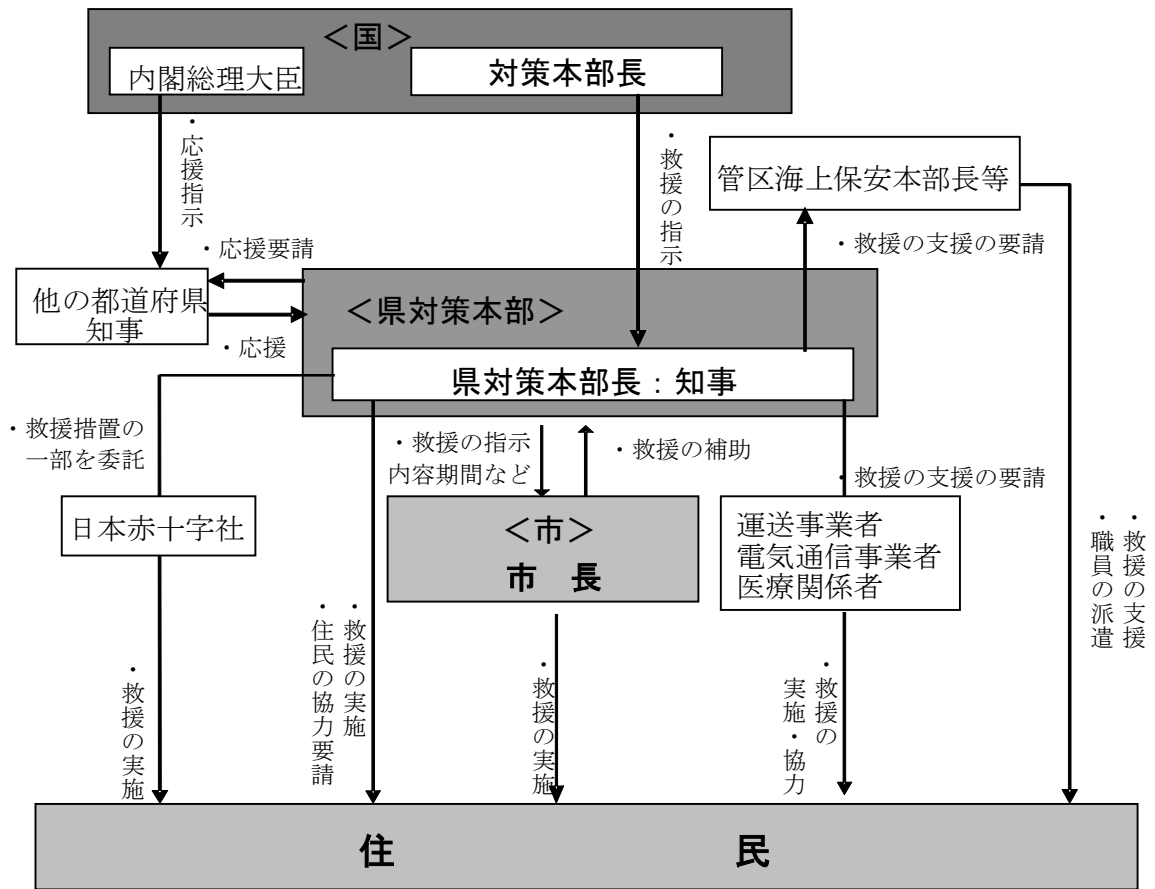 ＜国＞
内閣総理大臣
対策本部長
・応援指示
・救援の指示
管区海上保安本部長等
・救援の支援の要請
・応援要請
他の都道府県
知事
・応援
＜県対策本部＞
県対策本部長：知事
・救援措置の
一部を委託
・救援の指示
内容期間など
・救援の補助
・救援の支援の要請
日本赤十字社
＜市＞
市　長
運送事業者
電気通信事業者
医療関係者
・救援の支援
・職員の派遣
・救援の実施
・救援の実施
・住民の協力要請
・救援の実施
・救援の
実施・協力
住　民